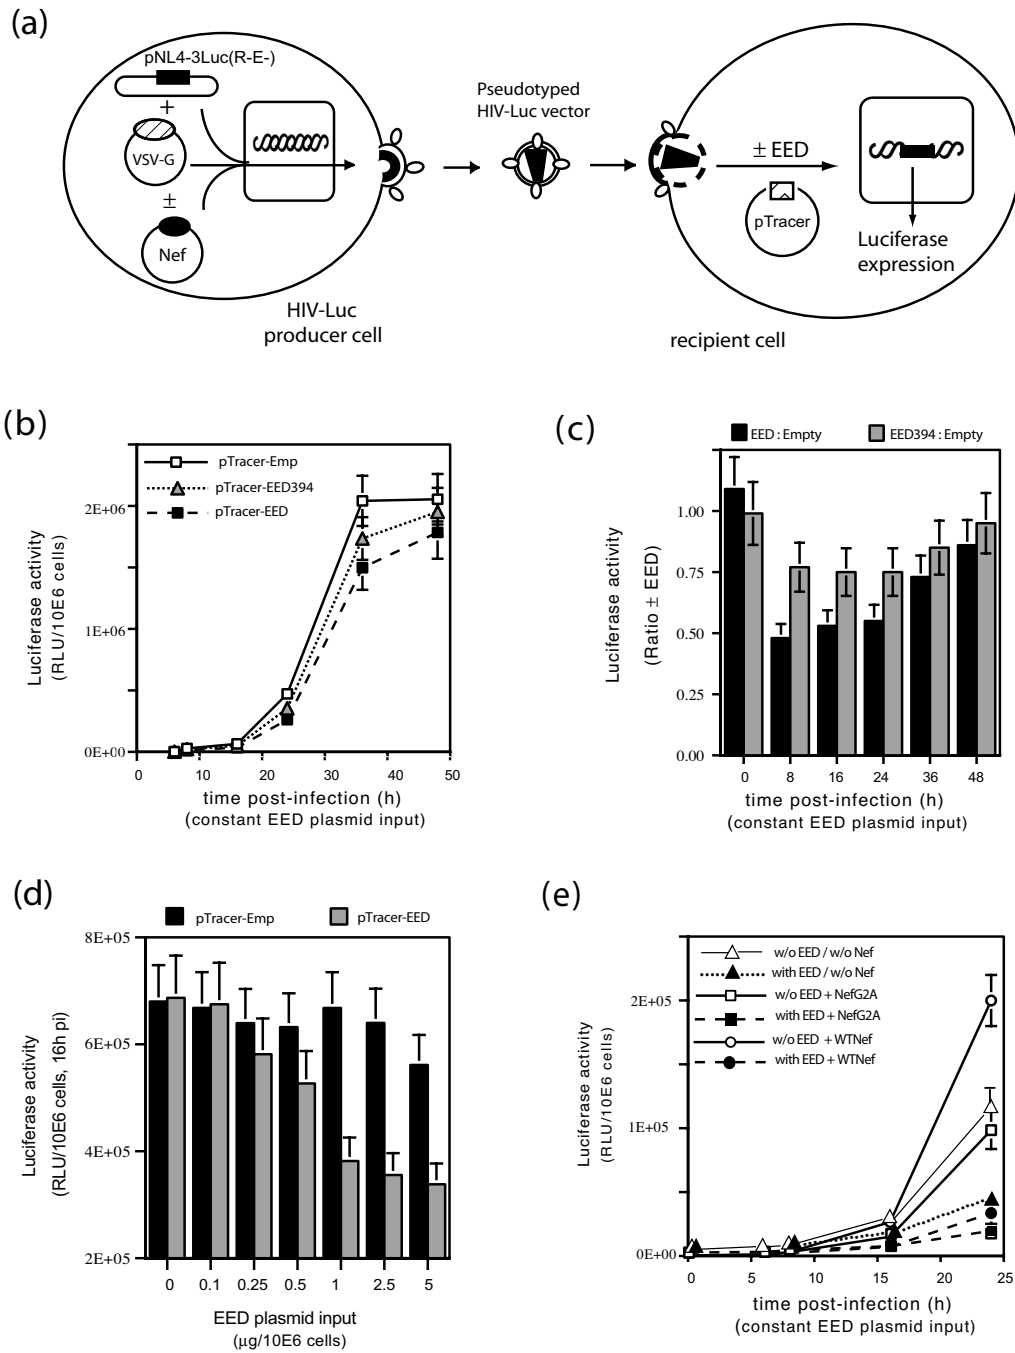 (a)
pNL4-3Luc(R-E-)
+
VSV-G
±
Nef
HIV-Luc
producer cell
Pseudotyped
HIV-Luc vector
± EED
pTracer
Luciferase
expression
recipient cell
(b)
Luciferase activity
(RLU/10E6 cells)
pTracer-Emp
pTracer-EED394
pTracer-EED
2E+06
1E+06
0E+00
0 10 20 30 40 50
time post-infection (h)
(constant EED plasmid input)
(c)
EED : Empty EED394 : Empty
Luciferase activity
(Ratio ± EED)
1.00
0.75
0.50
0.25
0.00
0 8 16 24 36 48
time post-infection (h)
(constant EED plasmid input)
(d)
pTracer-Emp pTracer-EED
Luciferase activity
(RLU/10E6 cells, 16h pi)
8E+05
6E+05
4E+05
2E+05
0 0.1 0.25 0.5 1 2.5 5
EED plasmid input
(µg/10E6 cells)
(e)
Luciferase activity
(RLU/10E6 cells)
w/o EED / w/o Nef
with EED / w/o Nef
w/o EED + NefG2A
with EED + NefG2A
w/o EED + WTNef
with EED + WTNef
2E+05
1E+05
0E+00
0 5 10 15 20 25
time post-infection (h)
(constant EED plasmid input)